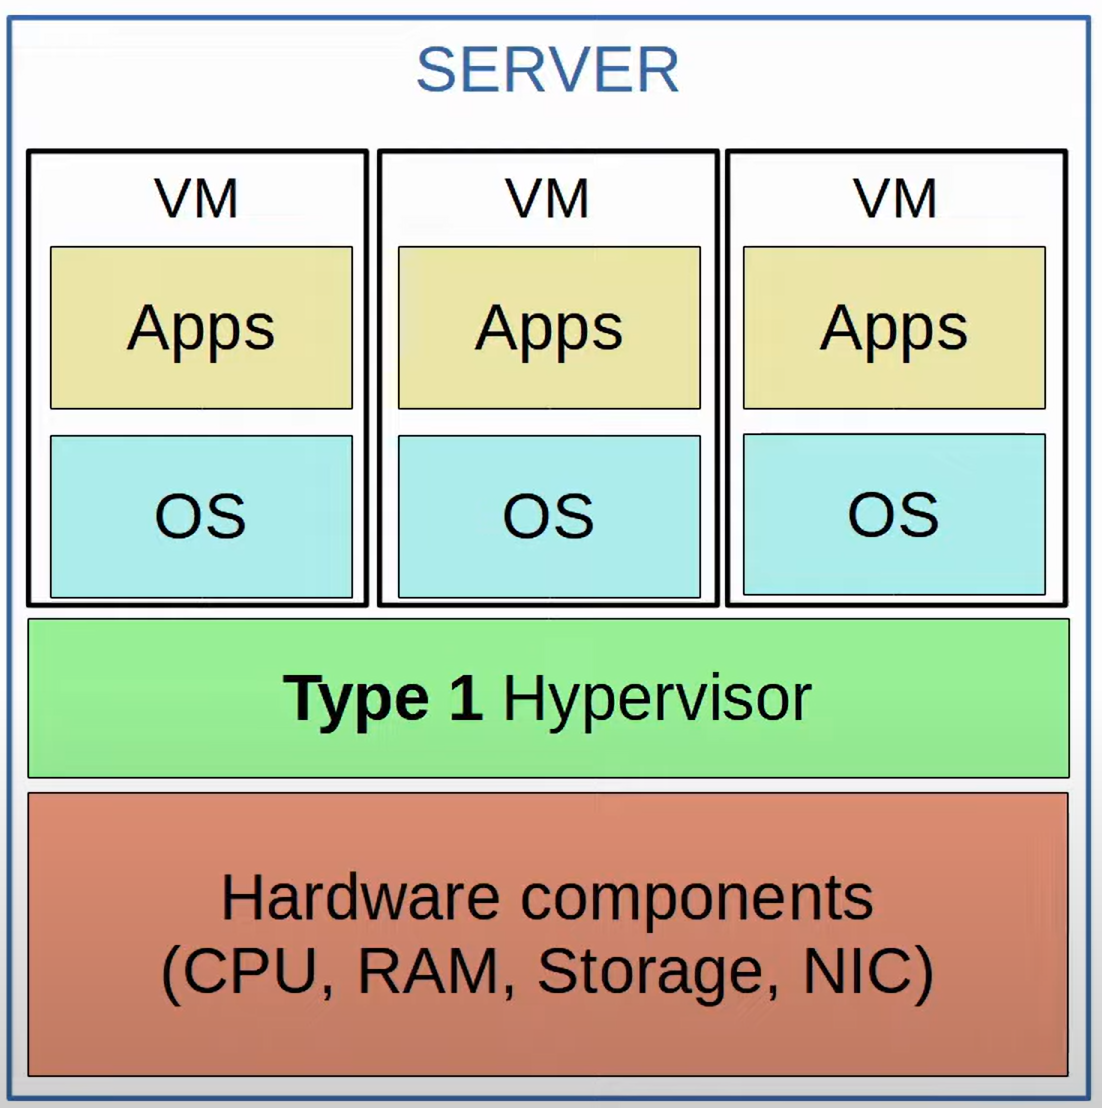 SERVER
VM
Apps
OS
VM
Apps
OS
VM
Apps
OS
Type 1 Hypervisor
Hardware components
(CPU, RAM, Storage, NIC)